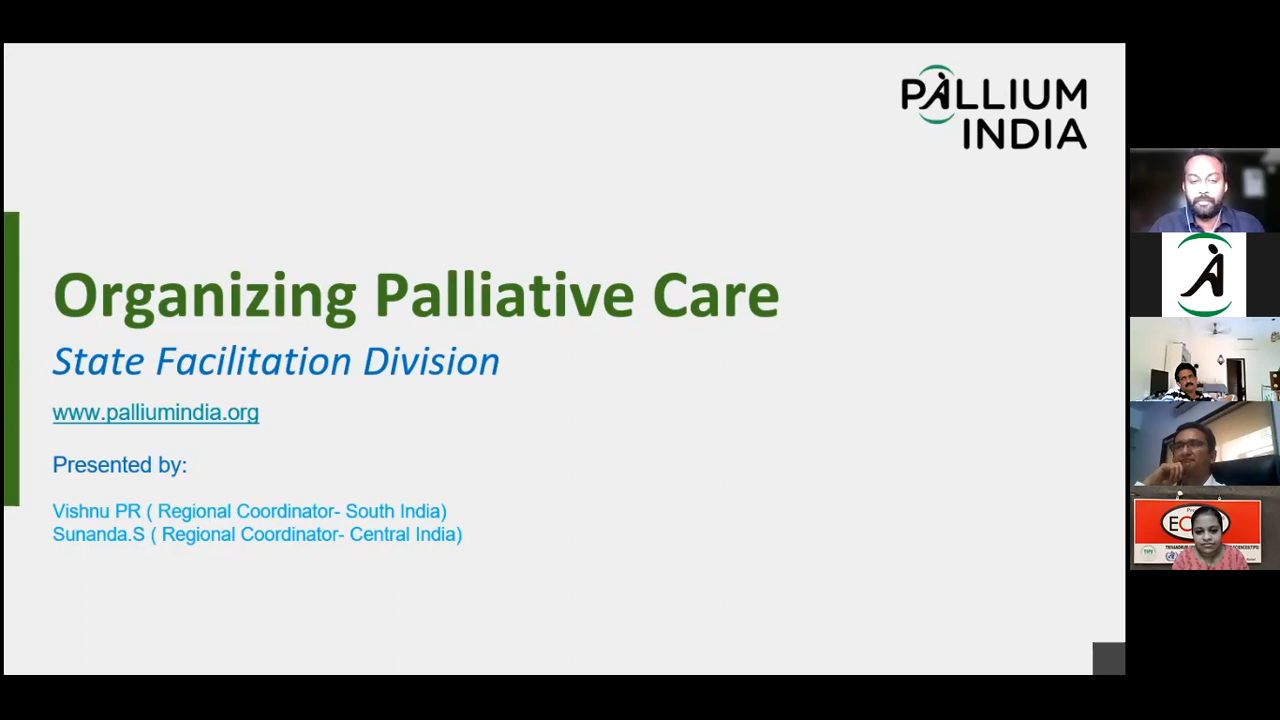 PALLIUM
INDIA
Organizing Palliative Care
State Facilitation Division
www.palliumindia.org
Presented by:
Vishnu PR ( Regional Coordinator- South India)
Sunanda.S ( Regional Coordinator- Central India)